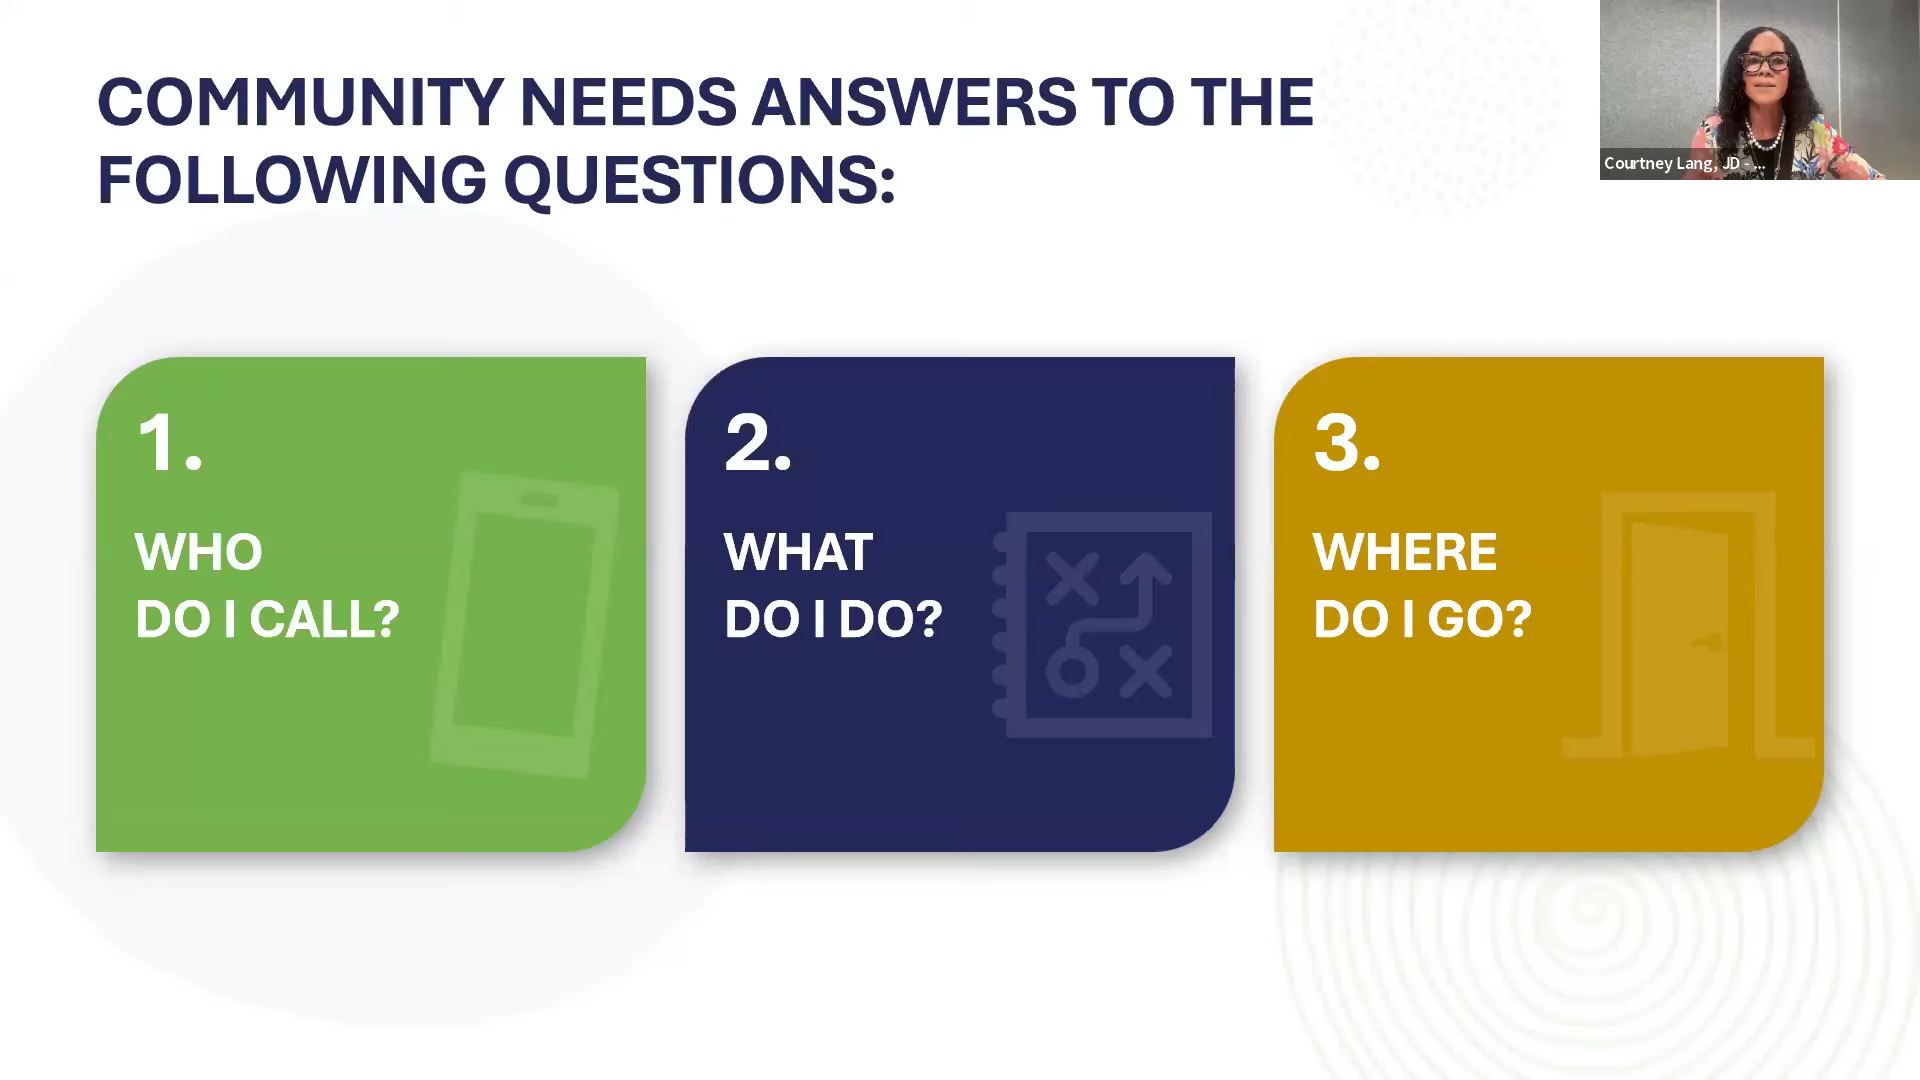 COMMUNITY NEEDS ANSWERS TO THE
FOLLOWING QUESTIONS:
Courtney Lang, JD - ...
1.
WHO
DO I CALL?
2.
WHAT
DO I DO?
3.
WHERE
DO I GO?